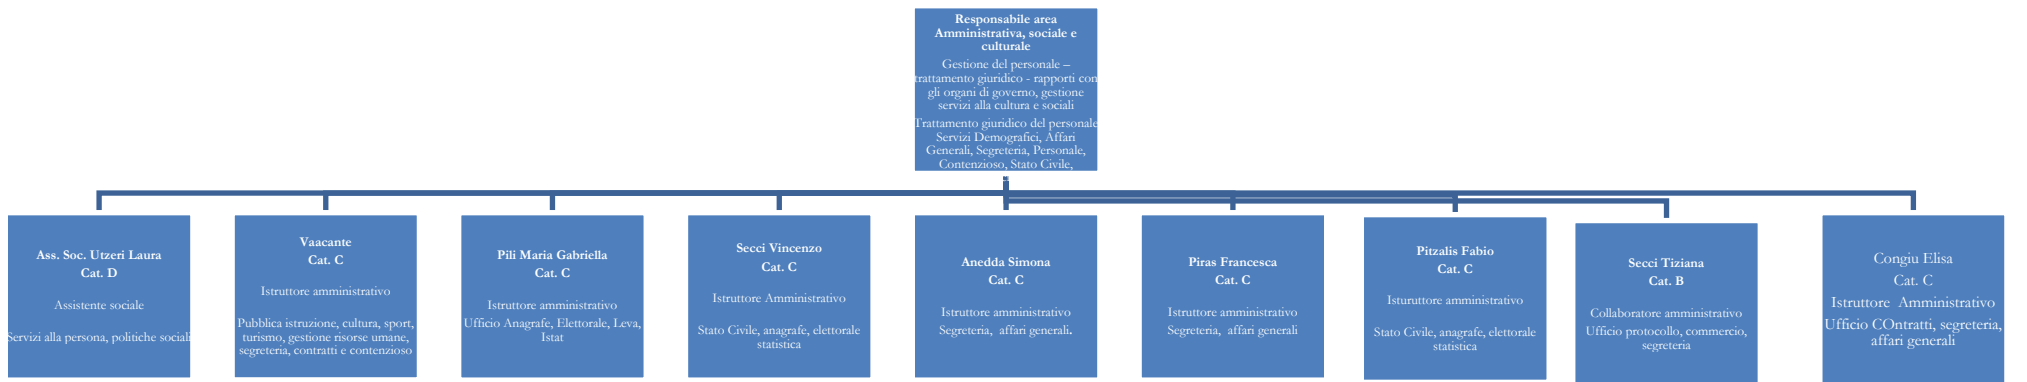 Responsabile area
Amministrativa, sociale e
culturale
Gestione del personale –
trattamento giuridico - rapporti con
gli organi di governo, gestione
servizi alla cultura e sociali
Trattamento giuridico del personale
Servizi Demografici, Affari
Generali, Segreteria, Personale,
Contenzioso, Stato Civile,
Ass. Soc. Utzeri Laura
Cat. D
Assistente sociale
Servizi alla persona, politiche sociali
Vaacante
Cat. C
Istruttore amministrativo
Pubblica istruzione, cultura, sport,
turismo, gestione risorse umane,
segreteria, contratti e contenzioso
Pili Maria Gabriella
Cat. C
Istruttore amministrativo
Ufficio Anagrafe, Elettorale, Leva,
Istat
Secci Vincenzo
Cat. C
Istruttore Amministrativo
Stato Civile, anagrafe, elettorale
statistica
Anedda Simona
Cat. C
Istruttore amministrativo
Segreteria, affari generali.
Piras Francesca
Cat. C
Istruttore amministrativo
Segreteria, affari generali
Pitzalis Fabio
Cat. C
Isturuttore amministrativo
Stato Civile, anagrafe, elettorale
statistica
Secci Tiziana
Cat. B
Collaboratore amministrativo
Ufficio protocollo, commercio,
segreteria
Congiu Elisa
Cat. C
Istruttore Amministrativo
Ufficio COntratti, segreteria,
affari generali